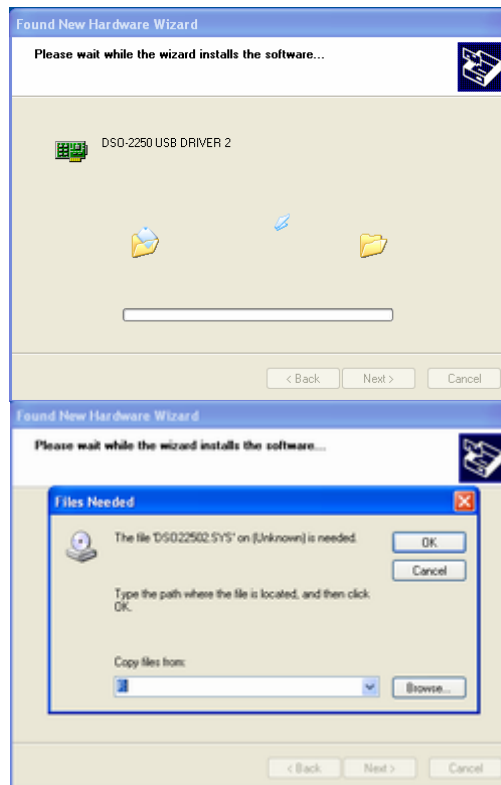 Found New Hardware Wizard
Please wait while the wizard installs the software...
DSO-2250 USB DRIVER 2
< Back Next > Cancel
Found New Hardware Wizard
Please wait while the wizard installs the software...
Files Needed
The file 'DSO22502.SYS' on (Unknown) is needed.
OK
Cancel
Type the path where the file is located, and then click
OK.
Copy files from:
Browse...
< Back Next > Cancel